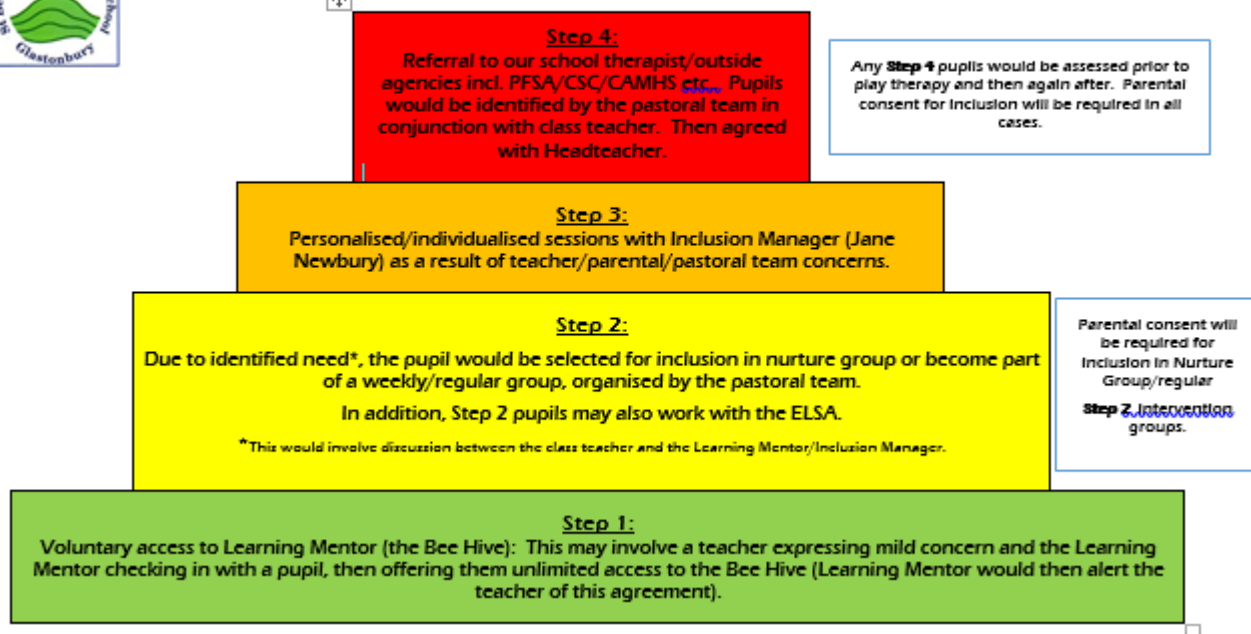 St
School
Glastonbury
Step 4:
Referral to our school therapist/outside
agencies incl. PFSA/CSC/CAMHS etc.. Pupils
would be identified by the pastoral team in
conjunction with class teacher. Then agreed
with Headteacher.
Any Step 4 pupils would be assessed prior to
play therapy and then again after. Parental
consent for inclusion will be required in all
cases.
Step 3:
Personalised/individualised sessions with Inclusion Manager (Jane
Newbury) as a result of teacher/parental/pastoral team concerns.
Step 2:
Due to identified need*, the pupil would be selected for inclusion in nurture group or become part
of a weekly/regular group, organised by the pastoral team.
In addition, Step 2 pupils may also work with the ELSA.
*This would involve discussion between the class teacher and the Learning Mentor/Inclusion Manager.
Parental consent will
be required for
inclusion in Nurture
Group/regular
Step 2 intervention
groups.
Step 1:
Voluntary access to Learning Mentor (the Bee Hive): This may involve a teacher expressing mild concern and the Learning
Mentor checking in with a pupil, then offering them unlimited access to the Bee Hive (Learning Mentor would then alert the
teacher of this agreement).